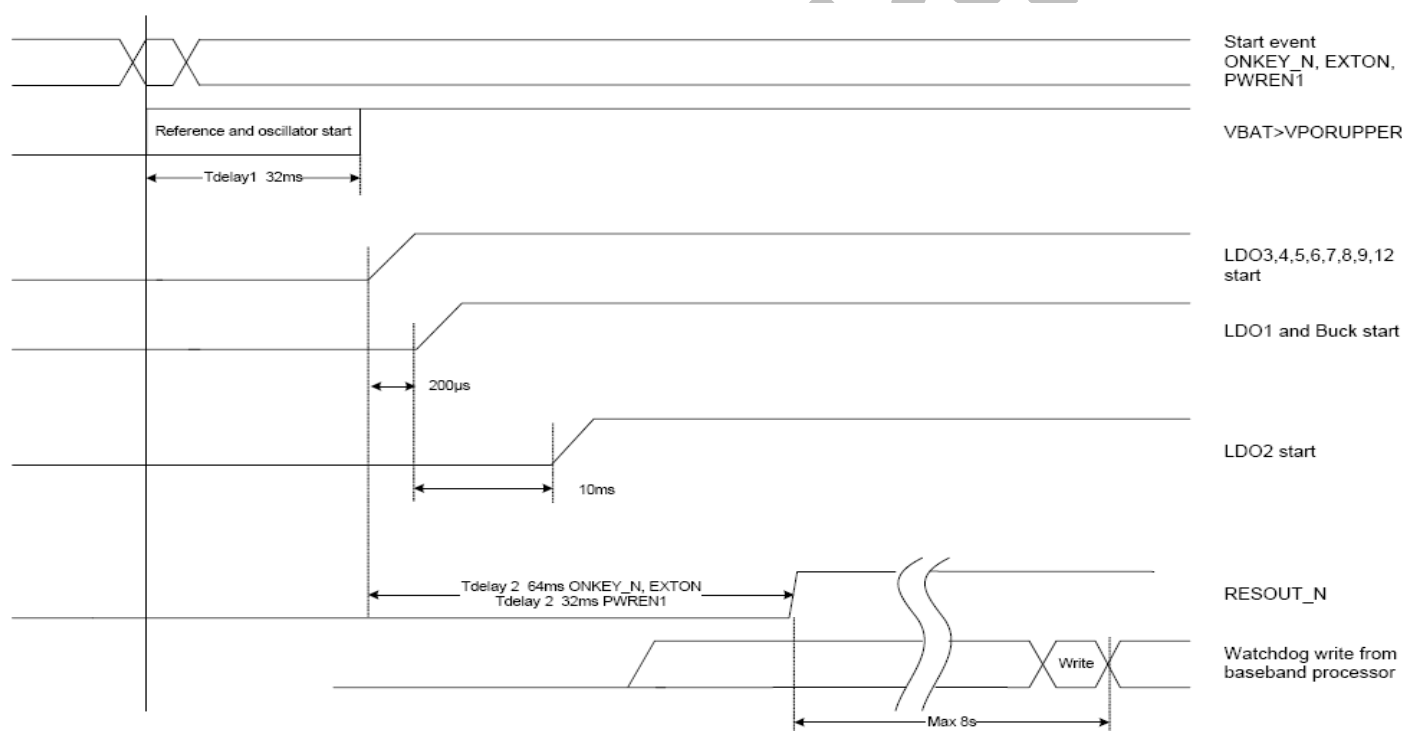 Start event
ONKEY_N, EXTON,
PWREN1
Reference and oscillator start
VBAT>VPORUPPER
Tdelay1 32ms
LDO3,4,5,6,7,8,9,12
start
LDO1 and Buck start
200µs
LDO2 start
10ms
Tdelay 2 64ms ONKEY_N, EXTON
Tdelay 2 32ms PWREN1
RESOUT_N
Write
Watchdog write from
baseband processor
Max 8s